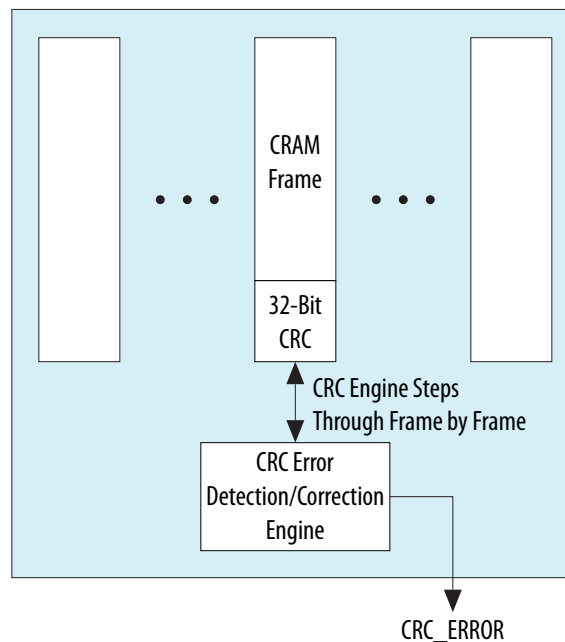 CRAM
Frame
32-Bit
CRC
CRC Engine Steps
Through Frame by Frame
CRC Error
Detection/Correction
Engine
CRC_ERROR